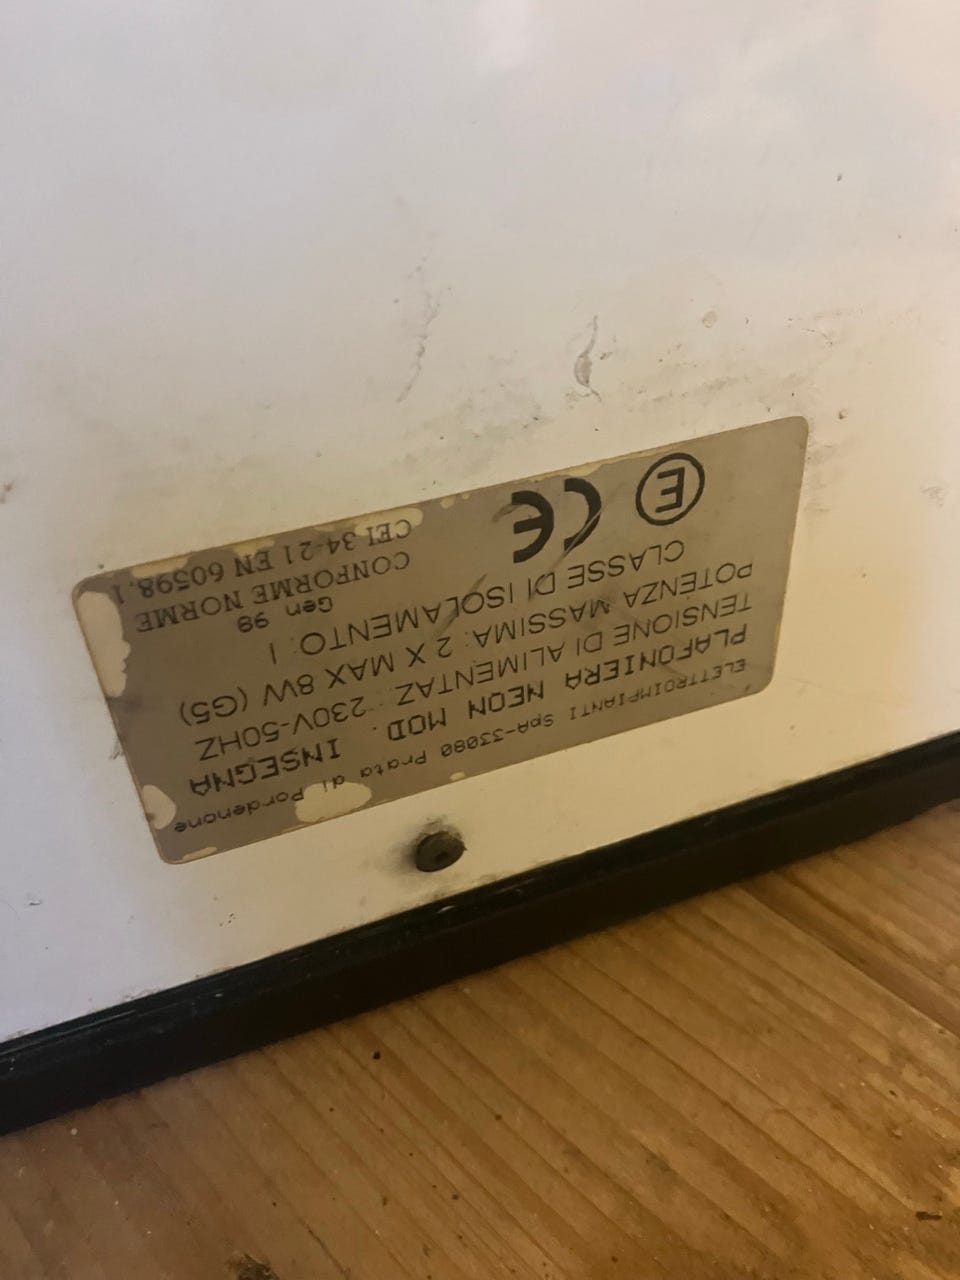 ELETTROIMPIANTI SpA-33080 Prata di Pordenone
PLAFONIERA NEON MOD. INSEGNA
TENSIONE DI ALIMENTAZ. 230V-50HZ
POTENZA MASSIMA: 2 X MAX 8W (G5)
CLASSE DI ISOLAMENTO: I
Gen 98
CONFORME NORME
CEI 34-21 EN 60598.1
E CE